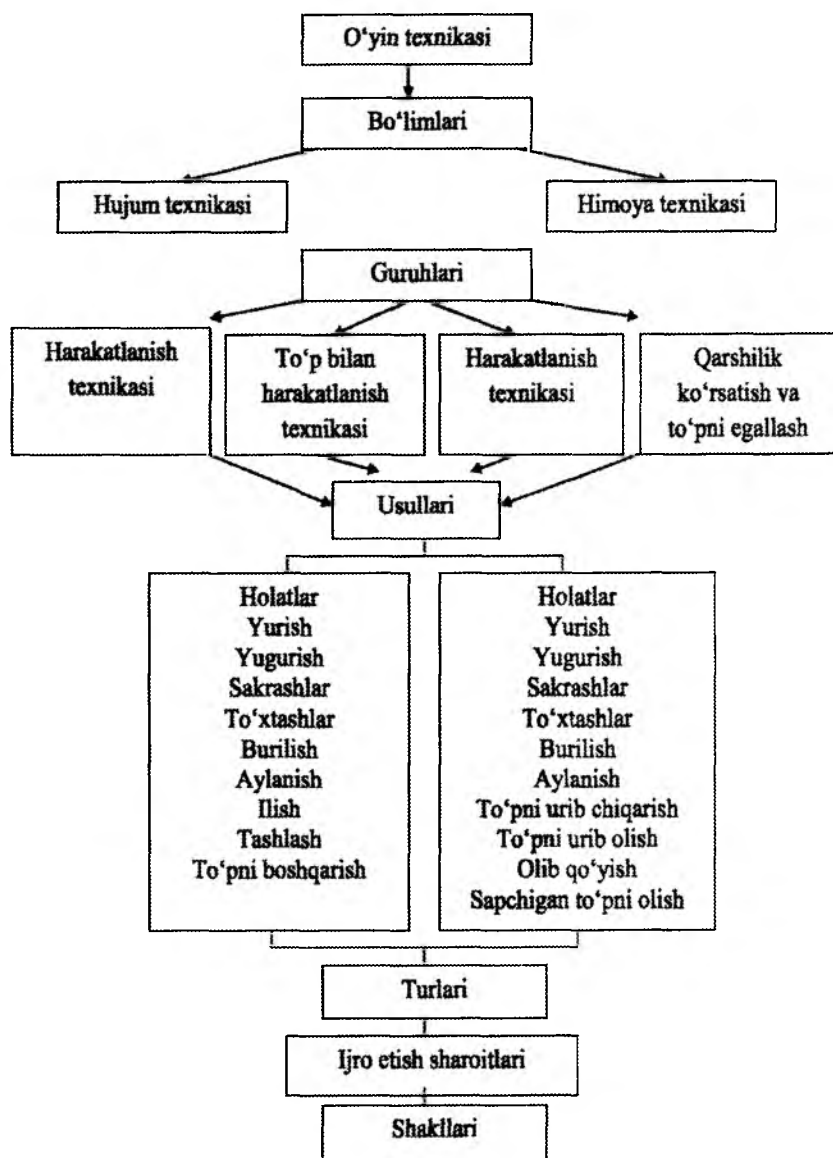 O‘yin texnikasi
Bo‘limlari
Hujum texnikasi
Himoya texnikasi
Guruhlari
Harakatlanish
texnikasi
To‘p bilan
harakatlanish
texnikasi
Harakatlanish
texnikasi
Qarshilik
ko‘rsatish va
to‘pni egallash
Usullari
Holatlar
Yurish
Yugurish
Sakrashlar
To‘xtashlar
Burilish
Aylanish
Ilish
Tashlash
To‘pni boshqarish
Holatlar
Yurish
Yugurish
Sakrashlar
To‘xtashlar
Burilish
Aylanish
To‘pni urib chiqarish
To‘pni urib olish
Olib qo‘yish
Sapchigan to‘pni olish
Turlari
Ijro etish sharoitlari
Shakllari